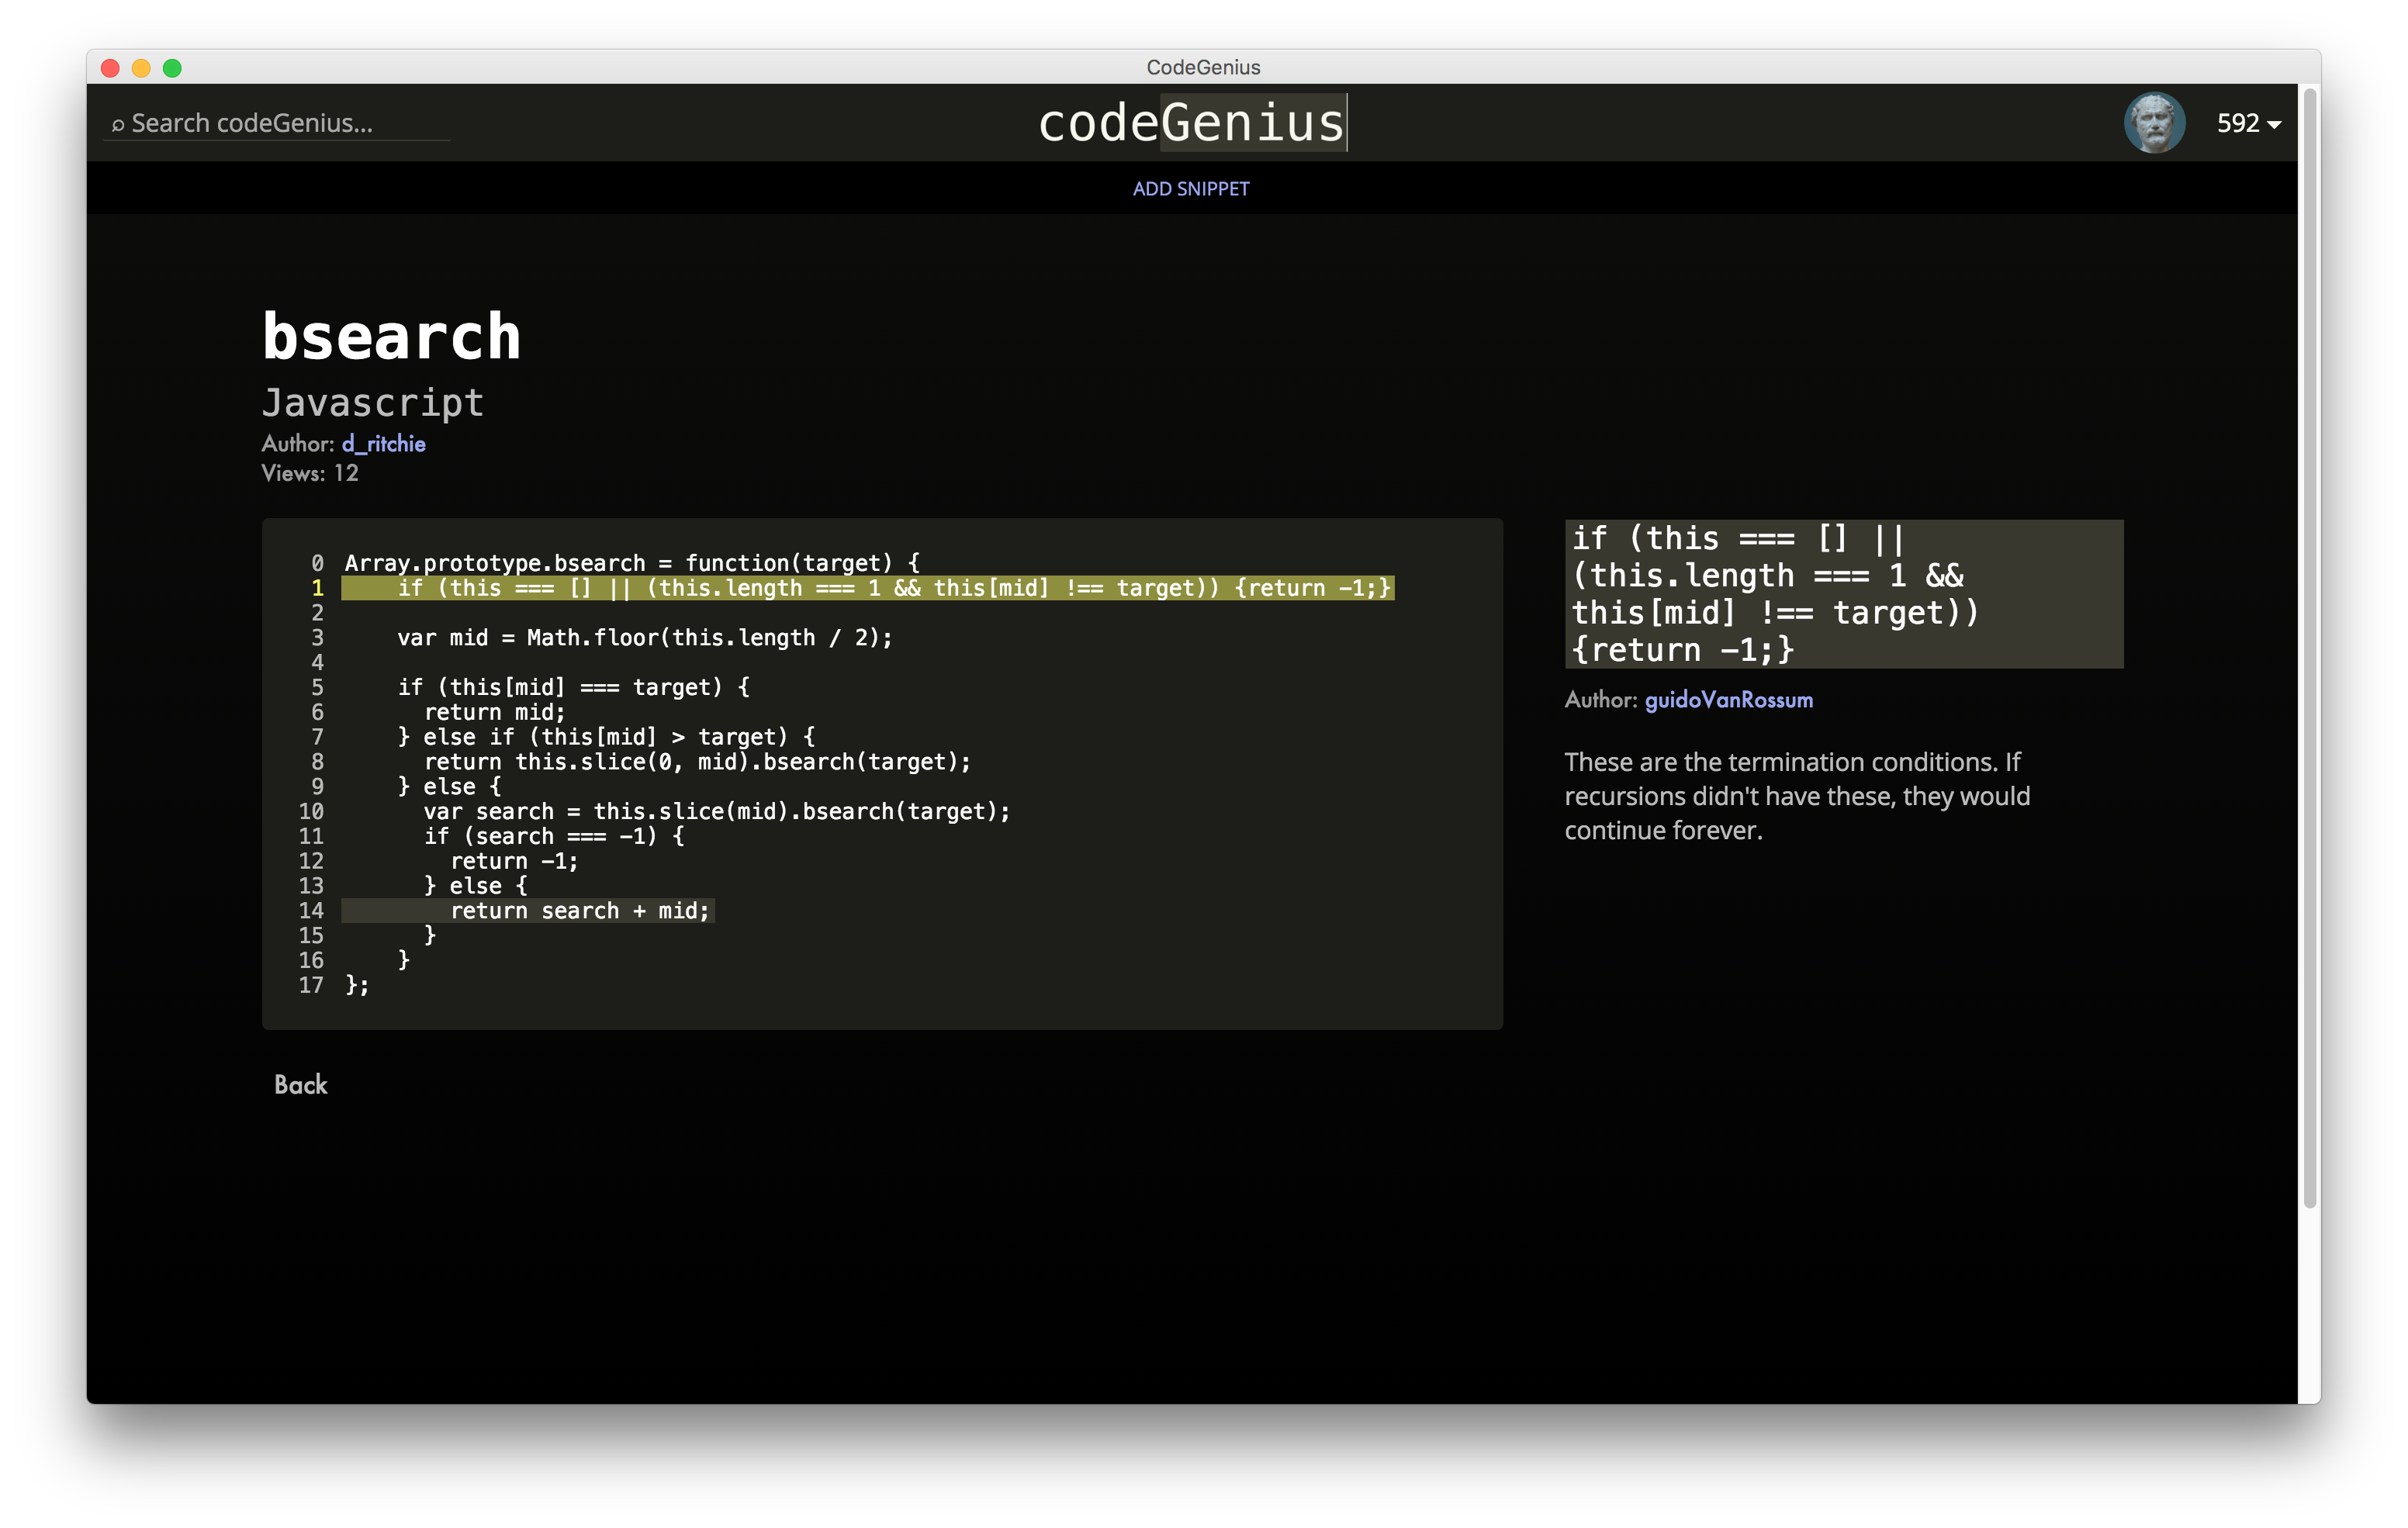 CodeGenius
Search codeGenius...
codeGenius
592
ADD SNIPPET
bsearch
Javascript
Author: d_ritchie
Views: 12
0 Array.prototype.bsearch = function(target) {
1     if (this === [] || (this.length === 1 && this[mid] !== target)) {return -1;}
2
3     var mid = Math.floor(this.length / 2);
4
5     if (this[mid] === target) {
6       return mid;
7     } else if (this[mid] > target) {
8       return this.slice(0, mid).bsearch(target);
9     } else {
10       var search = this.slice(mid).bsearch(target);
11       if (search === -1) {
12         return -1;
13       } else {
14         return search + mid;
15       }
16     }
17 };
if (this === [] ||
(this.length === 1 &&
this[mid] !== target))
{return -1;}
Author: guidoVanRossum
These are the termination conditions. If
recursions didn't have these, they would
continue forever.
Back